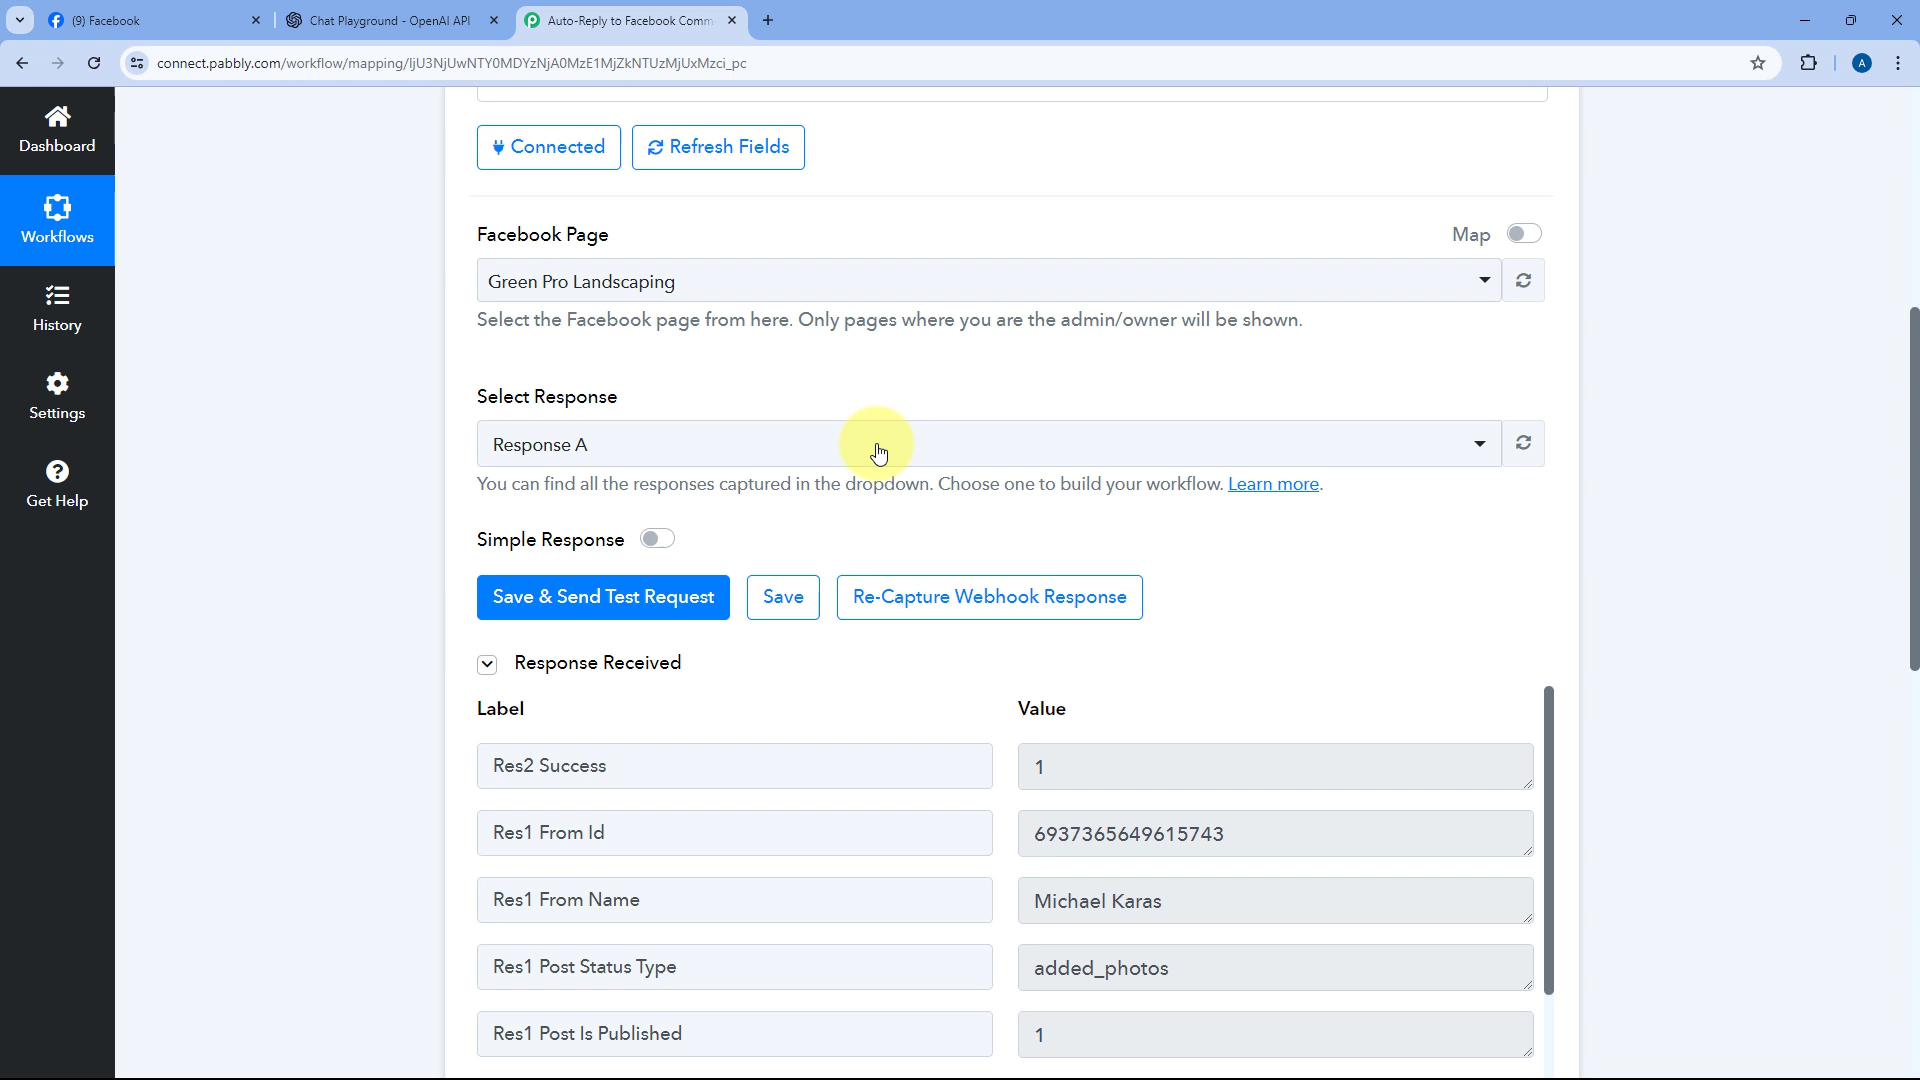 (9) Facebook
Chat Playground - OpenAI API
Auto-Reply to Facebook Comm
connect.pabbly.com/workflow/mapping/IjU3NjUwNTY0MDYzNjA0MzE1MjZkNTUzMjUxMzci_pc
A
Dashboard
Workflows
History
Settings
Get Help
Connected
Refresh Fields
Facebook Page
Map
Green Pro Landscaping
Select the Facebook page from here. Only pages where you are the admin/owner will be shown.
Select Response
Response A
You can find all the responses captured in the dropdown. Choose one to build your workflow. Learn more.
Simple Response
Save & Send Test Request
Save
Re-Capture Webhook Response
Response Received
Label
Value
Res2 Success
1
Res1 From Id
6937365649615743
Res1 From Name
Michael Karas
Res1 Post Status Type
added_photos
Res1 Post Is Published
1